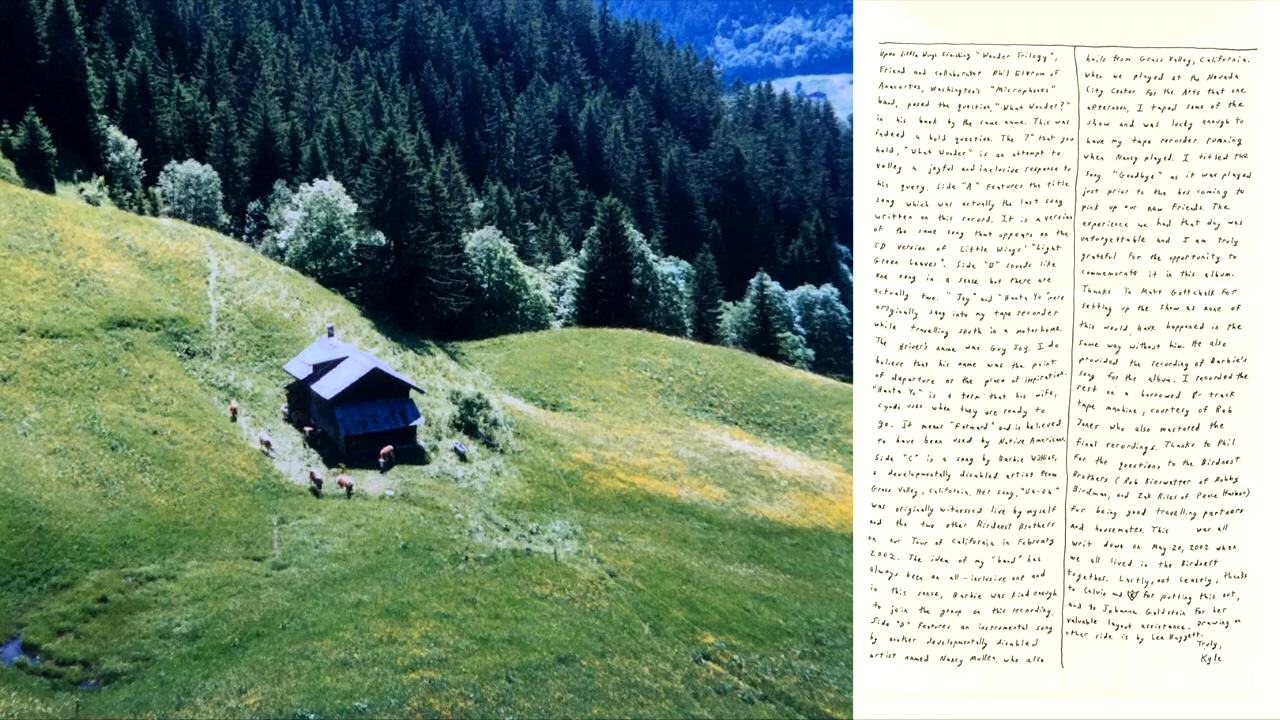 Upon Little Wings finishing "Wonder Trilogy",
Friend and collaborator Phil Elvrum of
Anacortes, Washington's "Microphones"
band, posed the question, "What Wonder?"
in his book by the same name. This was
indeed a bold question. The 7" that you
hold, "What Wonder" is an attempt to
volley a joyful and inclusive response to
his query. Side "A" features the title
song which was actually the last song
written on this record. It is a version
of the same song that appears on the
CD version of Little Wings' "Light
Green Leaves". Side "B" sounds like
one song in a sense but there are
actually two. "Joy" and "Hunta Yo" were
originally sang into my tape recorder
while travelling south in a motorhome.
The driver's name was Guy Joy. I do
believe that his name was the point
of departure or the place of inspiration.
"Hunta Yo" is a term that his wife,
Cyndi uses when they are ready to
go. It means "Forward" and is believed
to have been used by Native Americans.
Side "C" is a song by Barbie
a developmentally disabled artist from
Grass Valley, California. Her song, "Uh-Oh"
was originally witnessed live by myself
and the two other Birdnest Brothers
on our Tour of California in February
2002. The idea of my "band" has
always been an all-inclusive one and
in this sense, Barbie was kind enough
to join the group on this recording.
Side "D" features an instrumental song
by another developmentally disabled
artist named Nancy Mullen, who also
hails from Grass Valley, California.
When we played at the Nevada
City Center for the Arts that one
afternoon, I taped some of the
show and was lucky enough to
have my tape recorder running
when Nancy played. I titled the
song "Goodbye" as it was played
just prior to the bus coming to
pick up our new friends. The
experience we had that day was
unforgettable and I am truly
grateful for the opportunity to
commemorate it in this album.
Thanks To Matt Gottchalk for
setting up the show as none of
this would have happened in the
same way without him. He also
provided the recording of Barbie's
song for the album. I recorded the
rest on a borrowed 8-track
tape machine, courtesy of Rob
Jones who also mastered the
final recordings. Thanks to Phil
for the question, to the Birdnest
Brothers (Rob Kieswetter of Bobby
Birdman, and Zak Riles of Peace Harbor)
for being good travelling partners
and housemates. This was all
writ down on May 20, 2002 when
we all lived in the Birdnest
together. Lastly, not leastly, thanks
to Calvin and K for putting this out,
and to Johanna Goldstein for her
valuable layout assistance. Drawing on
other side is by Lee Baggett.
Truly,
Kyle